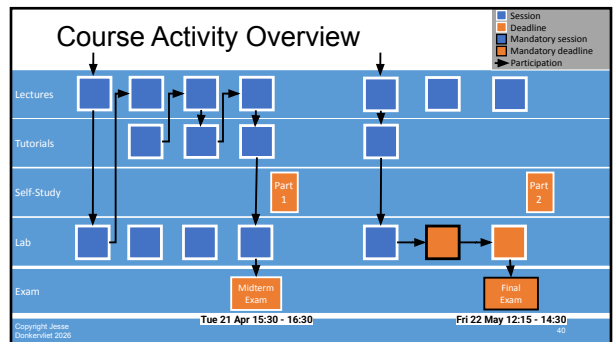 Course Activity Overview
Session
Deadline
Mandatory session
Mandatory deadline
Participation
Lectures
Tutorials
Self-Study
Part
1
Part
2
Lab
Exam
Midterm
Exam
Final
Exam
Tue 21 Apr 15:30 - 16:30
Fri 22 May 12:15 - 14:30
Copyright Jesse
Donkervliet 2026
40